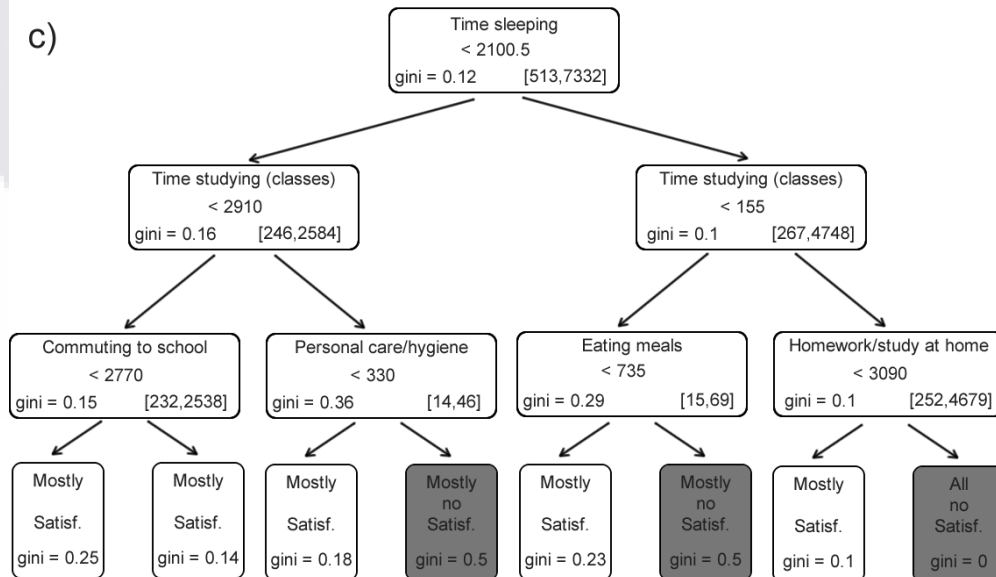 c)
Time sleeping
< 2100.5
gini = 0.12 [513,7332]
Time studying (classes)
< 2910
gini = 0.16 [246,2584]
Time studying (classes)
< 155
gini = 0.1 [267,4748]
Commuting to school
< 2770
gini = 0.15 [232,2538]
Personal care/hygiene
< 330
gini = 0.36 [14,46]
Eating meals
< 735
gini = 0.29 [15,69]
Homework/study at home
< 3090
gini = 0.1 [252,4679]
Mostly
Satisf.
gini = 0.25
Mostly
Satisf.
gini = 0.14
Mostly
Satisf.
gini = 0.18
Mostly
no
Satisf.
gini = 0.5
Mostly
Satisf.
gini = 0.23
Mostly
no
Satisf.
gini = 0.5
Mostly
Satisf.
gini = 0.1
All
no
Satisf.
gini = 0